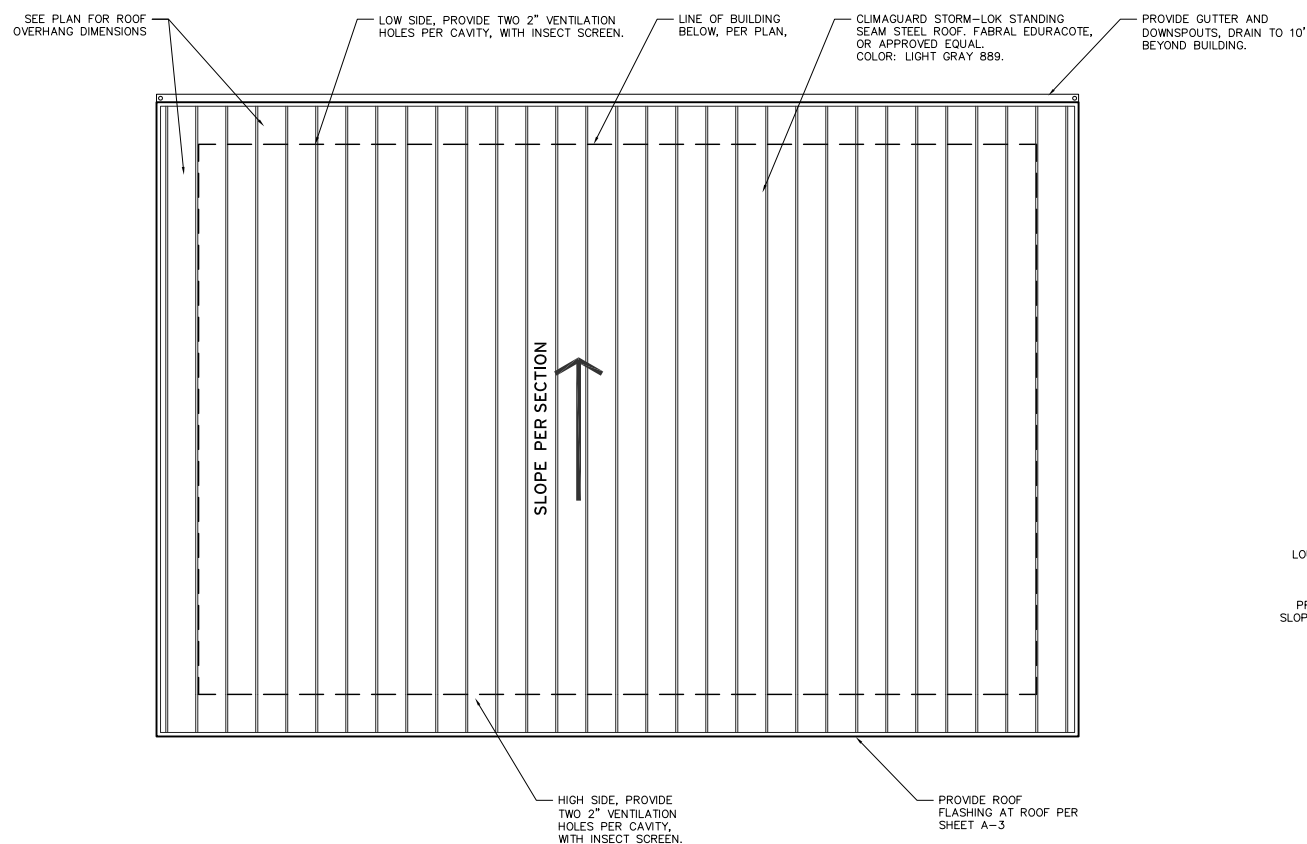 SEE PLAN FOR ROOF
OVERHANG DIMENSIONS
LOW SIDE, PROVIDE TWO 2" VENTILATION
HOLES PER CAVITY, WITH INSECT SCREEN.
LINE OF BUILDING
BELOW, PER PLAN,
CLIMAGUARD STORM-LOK STANDING
SEAM STEEL ROOF. FABRAL EDURACOTE,
OR APPROVED EQUAL.
COLOR: LIGHT GRAY 889.
PROVIDE GUTTER AND
DOWNSPOUTS, DRAIN TO 10'
BEYOND BUILDING.
SLOPE PER SECTION
SLOP
HIGH SIDE, PROVIDE
TWO 2" VENTILATION
HOLES PER CAVITY,
WITH INSECT SCREEN.
PROVIDE ROOF
FLASHING AT ROOF PER
SHEET A-3